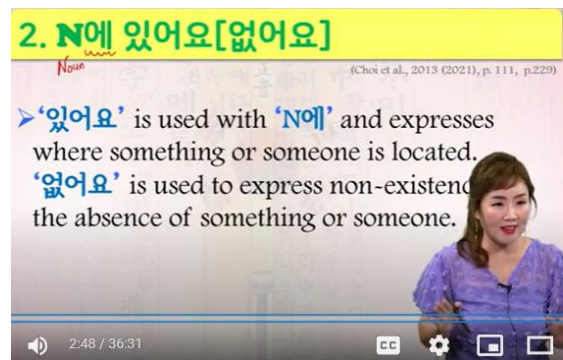 2. N에 있어요[없어요]
Noun
(Choi et al., 2013 (2021), p. 111, p.229)
➢‘있어요’ is used with ‘N에’ and expresses
where something or someone is located.
‘없어요’ is used to express
the absence of something or someone.
2:48 / 36:31
CC